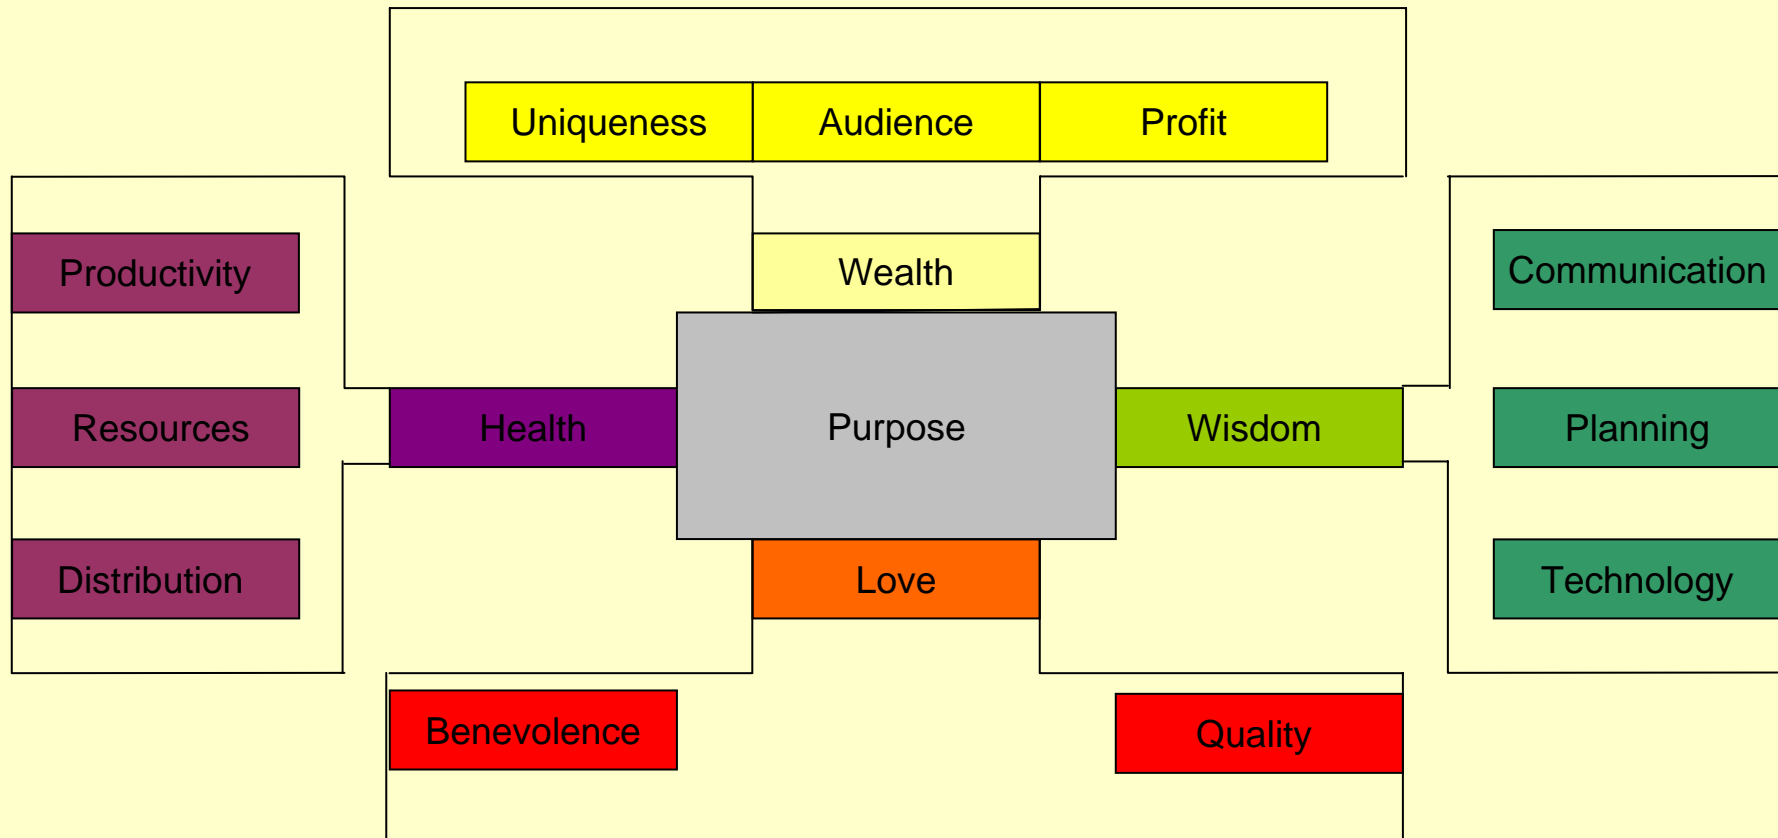 Uniqueness
Audience
Profit
Productivity
Wealth
Communication
Resources
Health
Purpose
Wisdom
Planning
Distribution
Love
Technology
Benevolence
Quality